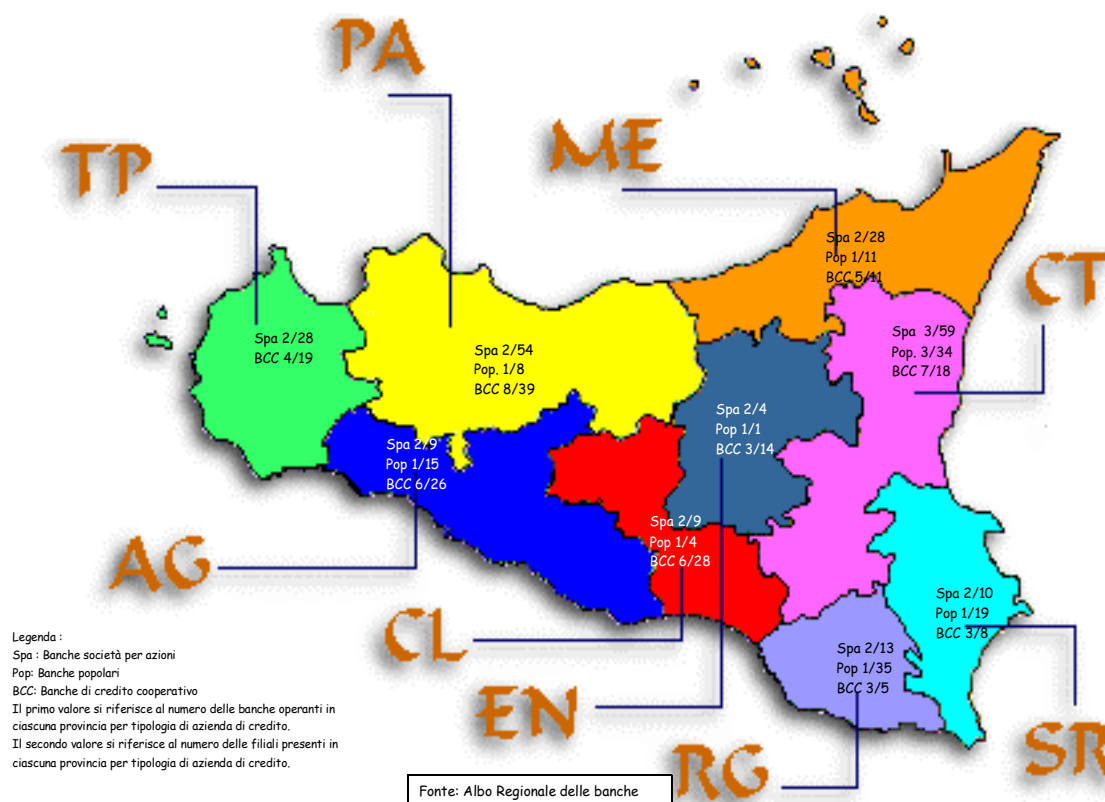 PA
ME
TP
CT
Spa 2/28
Pop 1/11
BCC 5/11
Spa 3/59
Pop. 3/34
BCC 7/18
Spa 2/28
BCC 4/19
Spa 2/54
Pop. 1/8
BCC 8/39
Spa 2/4
Pop 1/1
BCC 3/14
Spa 2/9
Pop 1/15
BCC 6/26
Spa 2/9
Pop 1/4
BCC 6/28
Spa 2/10
Pop 1/19
BCC 3/8
Spa 2/13
Pop 1/35
BCC 3/5
AG
CL
EN
RG
SR
Legenda :
Spa : Banche società per azioni
Pop: Banche popolari
BCC: Banche di credito cooperativo
Il primo valore si riferisce al numero delle banche operanti in
ciascuna provincia per tipologia di azienda di credito.
Il secondo valore si riferisce al numero delle filiali presenti in
ciascuna provincia per tipologia di azienda di credito.
Fonte: Albo Regionale delle banche